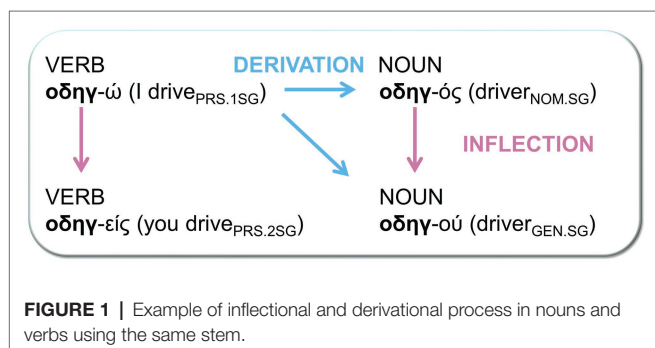 VERB DERIVATION NOUN
οδηγ-ώ (I drivePRS.1SG) οδηγ-ός (driverNOM.SG)
INFLECTION
VERB NOUN
οδηγ-είς (you drivePRS.2SG) οδηγ-ού (driverGEN.SG)
FIGURE 1 | Example of inflectional and derivational process in nouns and
verbs using the same stem.